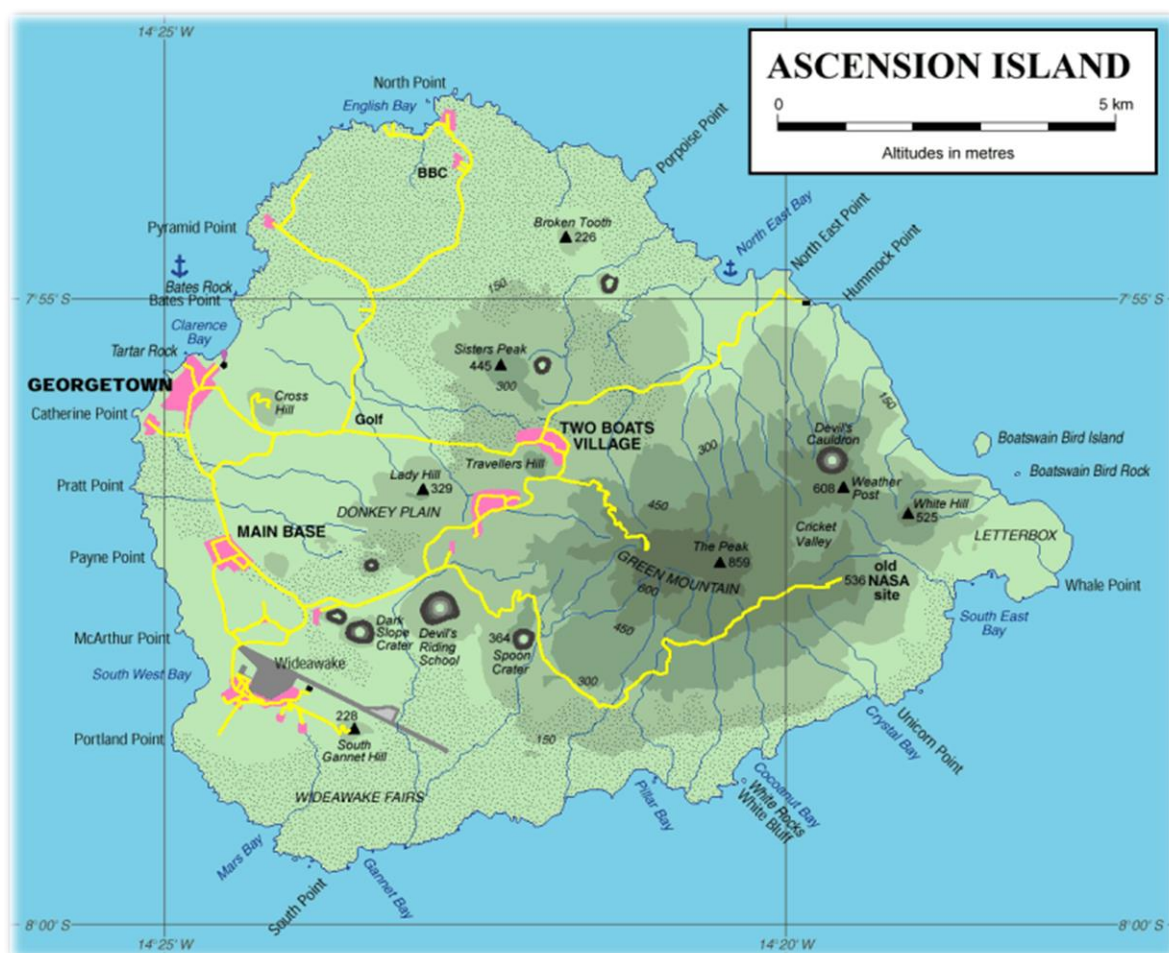 14°25' W
ASCENSION ISLAND
0 5 km
Altitudes in metres
North Point
English Bay
BBC
Porpoise Point
Pyramid Point
Broken Tooth
226
North East Bay
North East Point
Hummock Point
Bates Rock
Bates Point
7°55' S
7°55' S
150
Clarence
Bay
Tartar Rock
GEORGETOWN
Sisters Peak
445
300
Catherine Point
Cross
Hill
Golf
150
TWO BOATS
VILLAGE
Travellers Hill
300
Devil's
Cauldron
Boatswain Bird Island
Boatswain Bird Rock
Pratt Point
Lady Hill
329
DONKEY PLAIN
608
Weather
Post
450
White Hill
525
MAIN BASE
Cricket
Valley
LETTERBOX
Payne Point
The Peak
859
GREEN MOUNTAIN
600
536
old
NASA
site
Whale Point
South East
Bay
McArthur Point
Dark
Slope
Crater
Devil's
Riding
School
364
Spoon
Crater
450
South West Bay
Wideawake
300
Portland Point
228
South
Gannet Hill
150
Unicorn Point
Crystal Bay
WIDEAWAKE FAIRS
Pillar Bay
Cocoanut Bay
White Rocks
White Bluff
Mars Bay
South Point
Gannet Bay
8°00' S
8°00' S
14°25' W
14°20' W